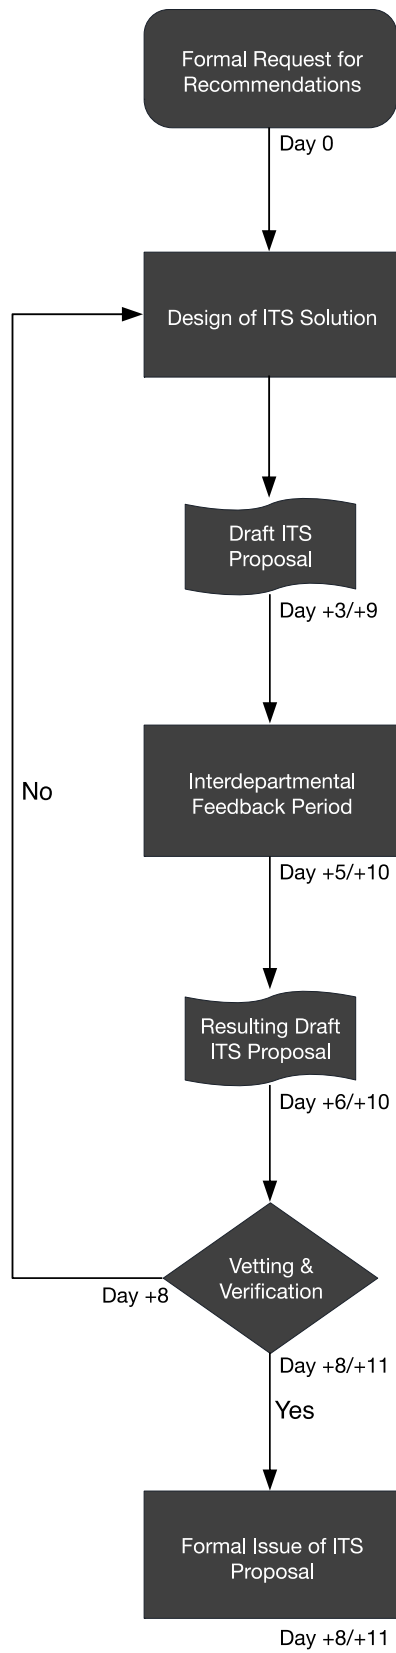 Formal Request for
Recommendations
Day 0
Design of ITS Solution
Draft ITS
Proposal
Day +3/+9
Interdepartmental
Feedback Period
No
Day +5/+10
Resulting Draft
ITS Proposal
Day +6/+10
Vetting &
Verification
Day +8
Day +8/+11
Yes
Formal Issue of ITS
Proposal
Day +8/+11